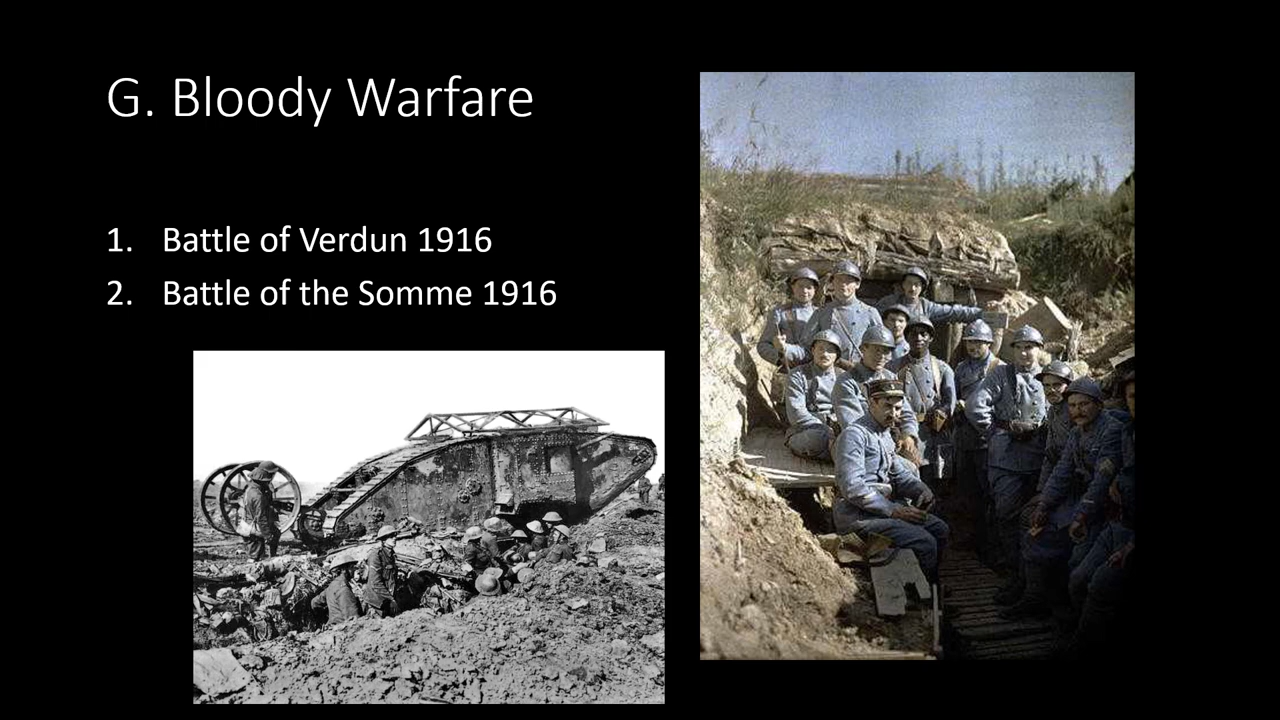 G. Bloody Warfare
1. Battle of Verdun 1916
2. Battle of the Somme 1916